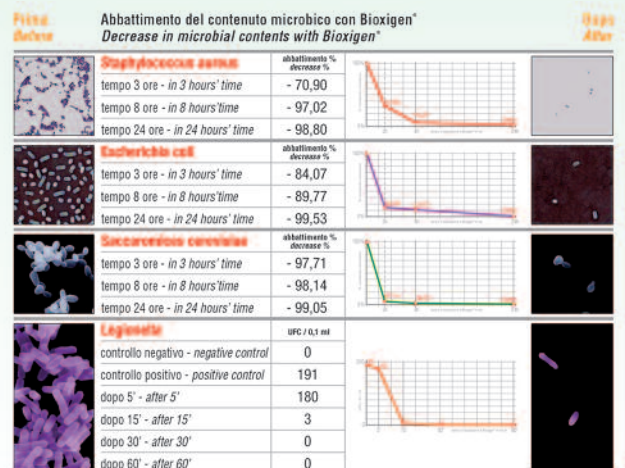 Prima
Before
Abbattimento del contenuto microbico con Bioxigen®
Decrease in microbial contents with Bioxigen®
Dopo
After
Staphylococcus aureus
abbattimento %
decrease %
tempo 3 ore - in 3 hours' time - 70,90
tempo 8 ore - in 8 hours'time - 97,02
tempo 24 ore - in 24 hours' time - 98,80
Escherichia coli
abbattimento %
decrease %
tempo 3 ore - in 3 hours' time - 84,07
tempo 8 ore - in 8 hours'time - 89,77
tempo 24 ore - in 24 hours' time - 99,53
abbattimento %
decrease %
tempo 3 ore - in 3 hours' time - 97,71
tempo 8 ore - in 8 hours' time - 98,14
tempo 24 ore - in 24 hours' time - 99,05
Legionella
UFC / 0,1 ml
controllo negativo - negative control 0
controllo positivo - positive control 191
dopo 5' - after 5' 180
dopo 15' - after 15' 3
dopo 30' - after 30' 0
dopo 60' - after 60' 0